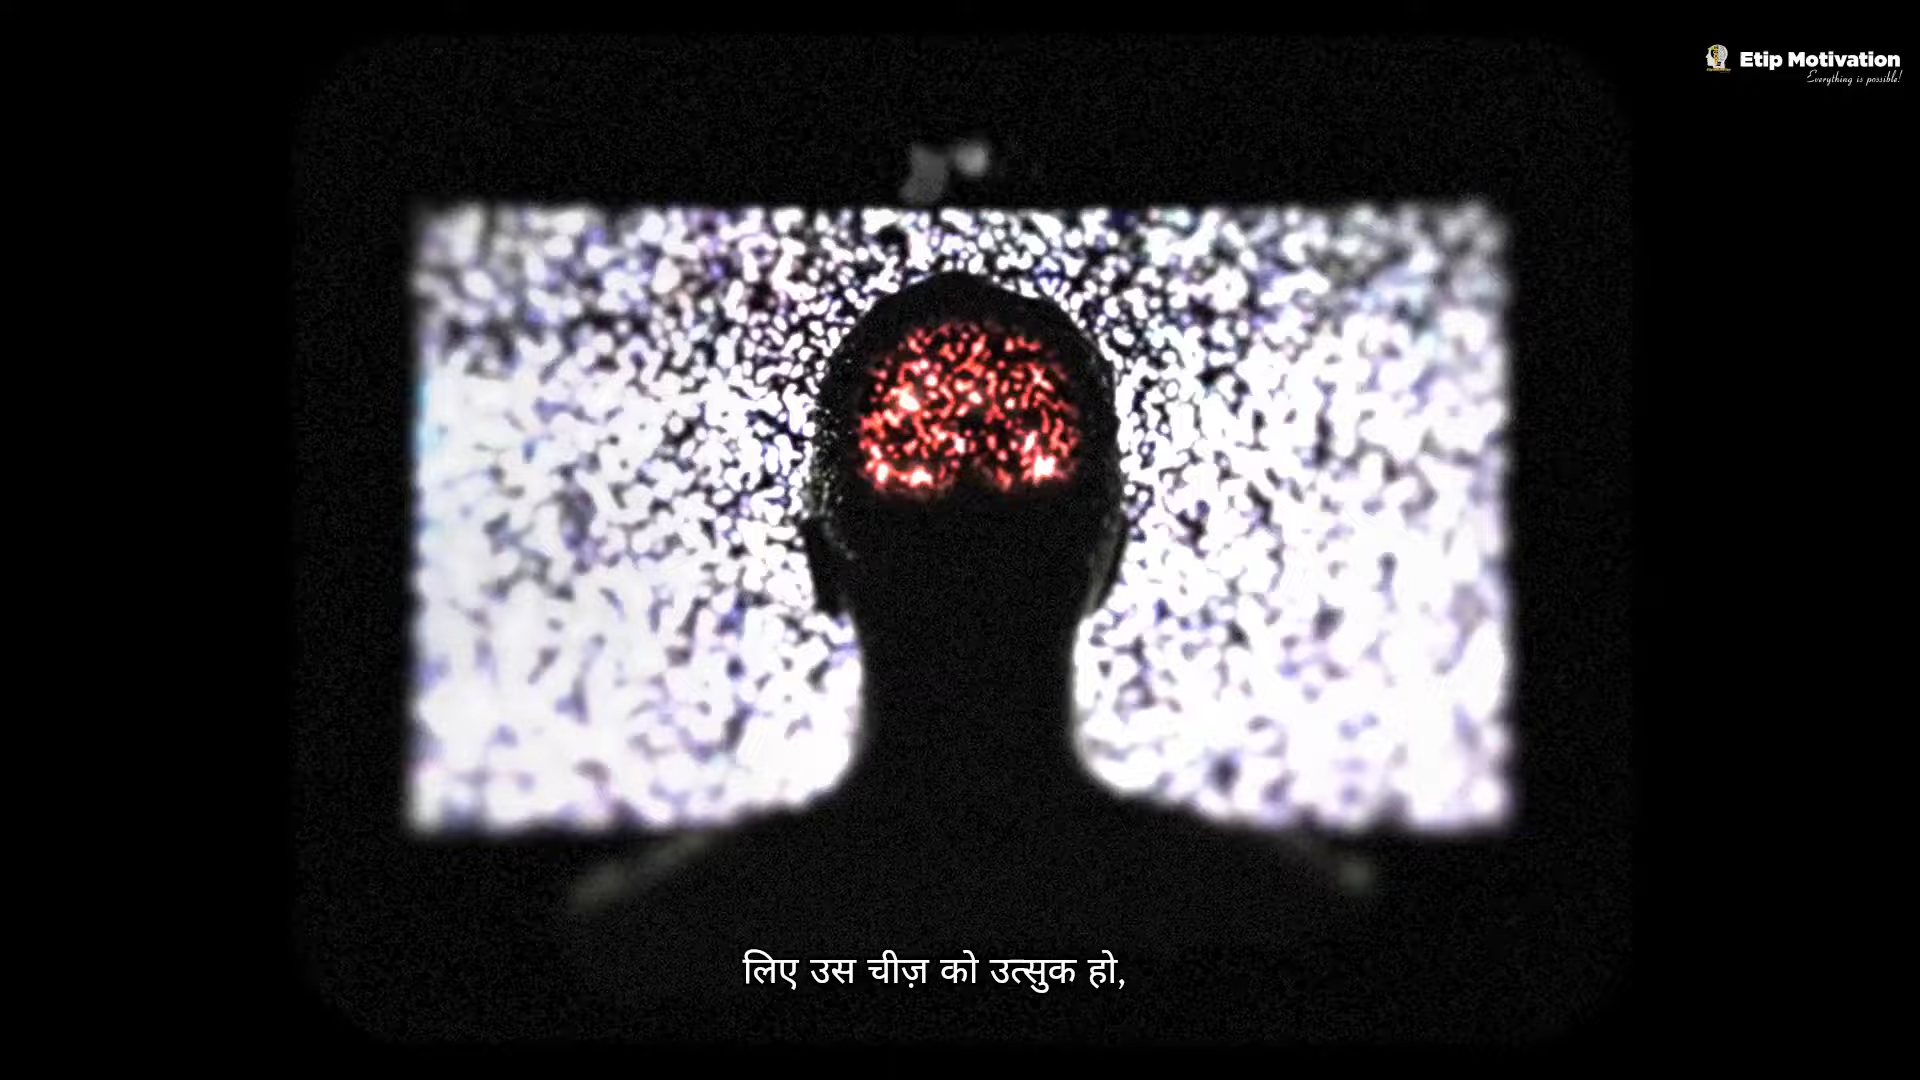 Etip Motivation
Everything is possible!
लिए उस चीज़ को उत्सुक हो,